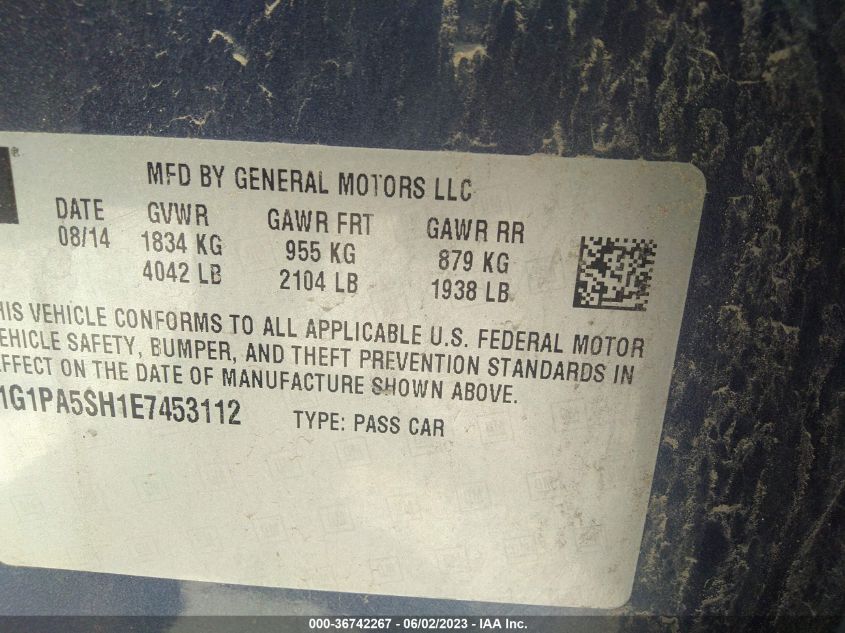 MFD BY GENERAL MOTORS LLC
DATE GVWR GAWR FRT GAWR RR
08/14 1834 KG 955 KG 879 KG
4042 LB 2104 LB 1938 LB
HIS VEHICLE CONFORMS TO ALL APPLICABLE U.S. FEDERAL MOTOR
EHICLE SAFETY, BUMPER, AND THEFT PREVENTION STANDARDS IN
EFFECT ON THE DATE OF MANUFACTURE SHOWN ABOVE.
1G1PA5SH1E7453112 TYPE: PASS CAR
000-36742267 - 06/02/2023 - IAA Inc.